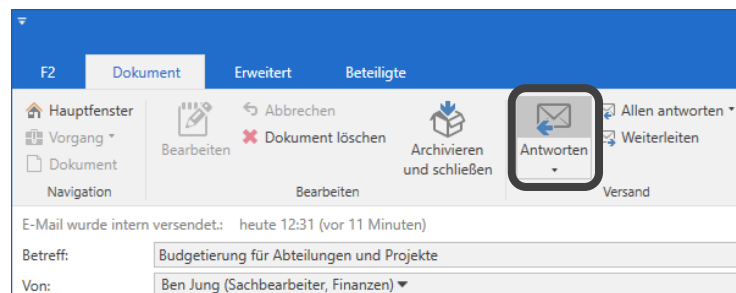 F2 Dokument Erweitert Beteiligte
Hauptfenster
Vorgang
Dokument
Navigation
Bearbeiten
Abbrechen
Dokument löschen
Archivieren
und schließen
Bearbeiten
Antworten
Allen antworten
Weiterleiten
Versand
E-Mail wurde intern versendet.: heute 12:31 (vor 11 Minuten)
Betreff: Budgetierung für Abteilungen und Projekte
Von: Ben Jung (Sachbearbeiter, Finanzen)